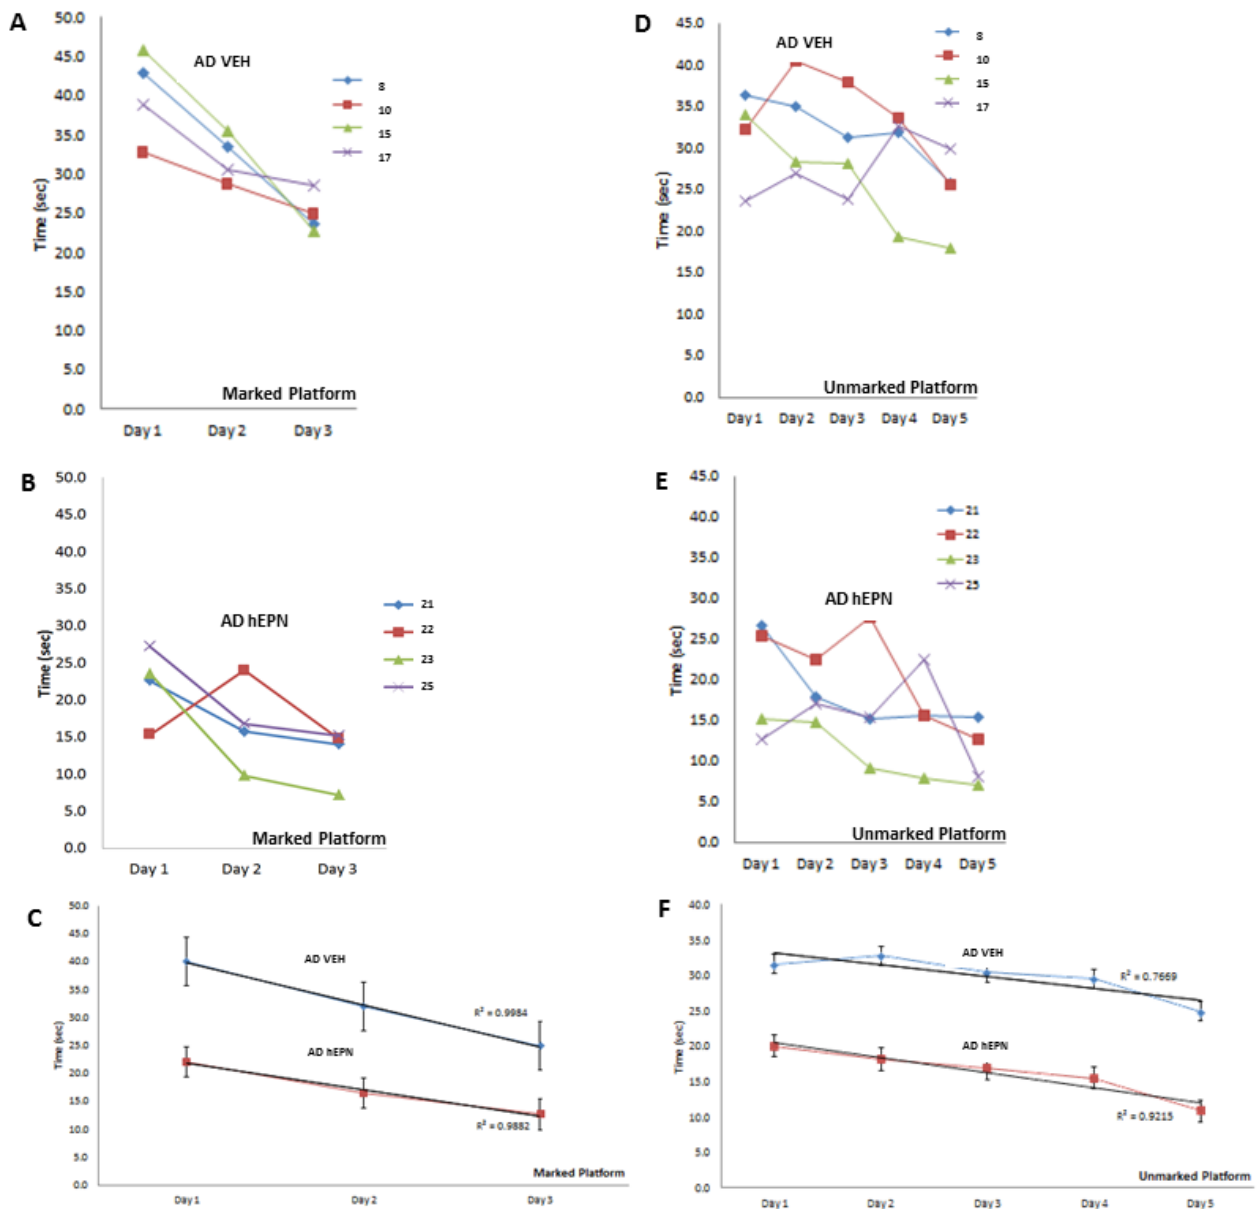 A
50.0
45.0
40.0
35.0
30.0
25.0
20.0
15.0
10.0
5.0
0.0
Time (sec)
AD VEH
8
10
15
17
Marked Platform
Day 1 Day 2 Day 3
D
45.0
40.0
35.0
30.0
25.0
20.0
15.0
10.0
5.0
0.0
Time (sec)
AD VEH
8
10
15
17
Unmarked Platform
Day 1 Day 2 Day 3 Day 4 Day 5
B
50.0
45.0
40.0
35.0
30.0
25.0
20.0
15.0
10.0
5.0
0.0
Time (sec)
AD hEPN
21
22
23
25
Marked Platform
Day 1 Day 2 Day 3
E
45.0
40.0
35.0
30.0
25.0
20.0
15.0
10.0
5.0
0.0
Time (sec)
AD hEPN
21
22
23
25
Unmarked Platform
Day 1 Day 2 Day 3 Day 4 Day 5
C
50.0
45.0
40.0
35.0
30.0
25.0
20.0
15.0
10.0
5.0
0.0
Time (sec)
AD VEH
R² = 0.9984
AD hEPN
R² = 0.9882
Marked Platform
Day 1 Day 2 Day 3
F
40.0
35.0
30.0
25.0
20.0
15.0
10.0
5.0
0.0
Time (sec)
AD VEH
R² = 0.7669
AD hEPN
R² = 0.9215
Unmarked Platform
Day 1 Day 2 Day 3 Day 4 Day 5